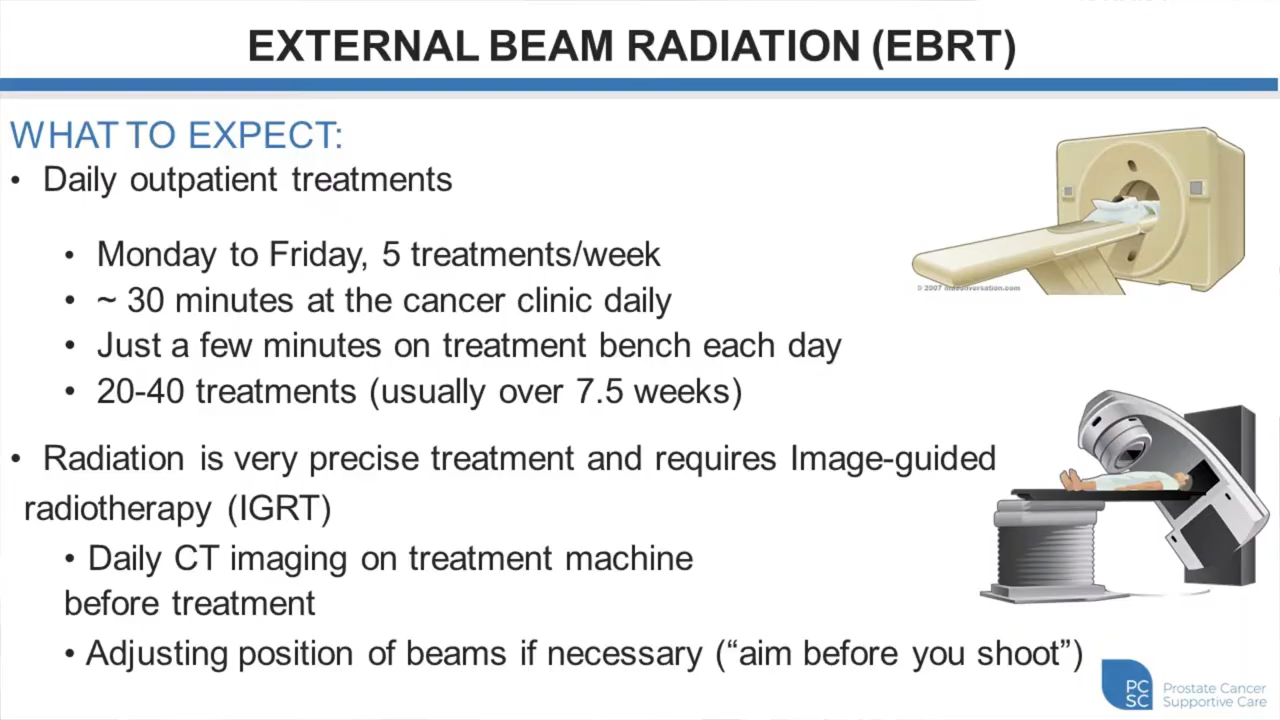 EXTERNAL BEAM RADIATION (EBRT)
WHAT TO EXPECT:
• Daily outpatient treatments
• Monday to Friday, 5 treatments/week
• ~ 30 minutes at the cancer clinic daily
• Just a few minutes on treatment bench each day
• 20-40 treatments (usually over 7.5 weeks)
• Radiation is very precise treatment and requires Image-guided
radiotherapy (IGRT)
• Daily CT imaging on treatment machine
before treatment
• Adjusting position of beams if necessary (“aim before you shoot”)
© 2007
PC
SC
Prostate Cancer
Supportive Care